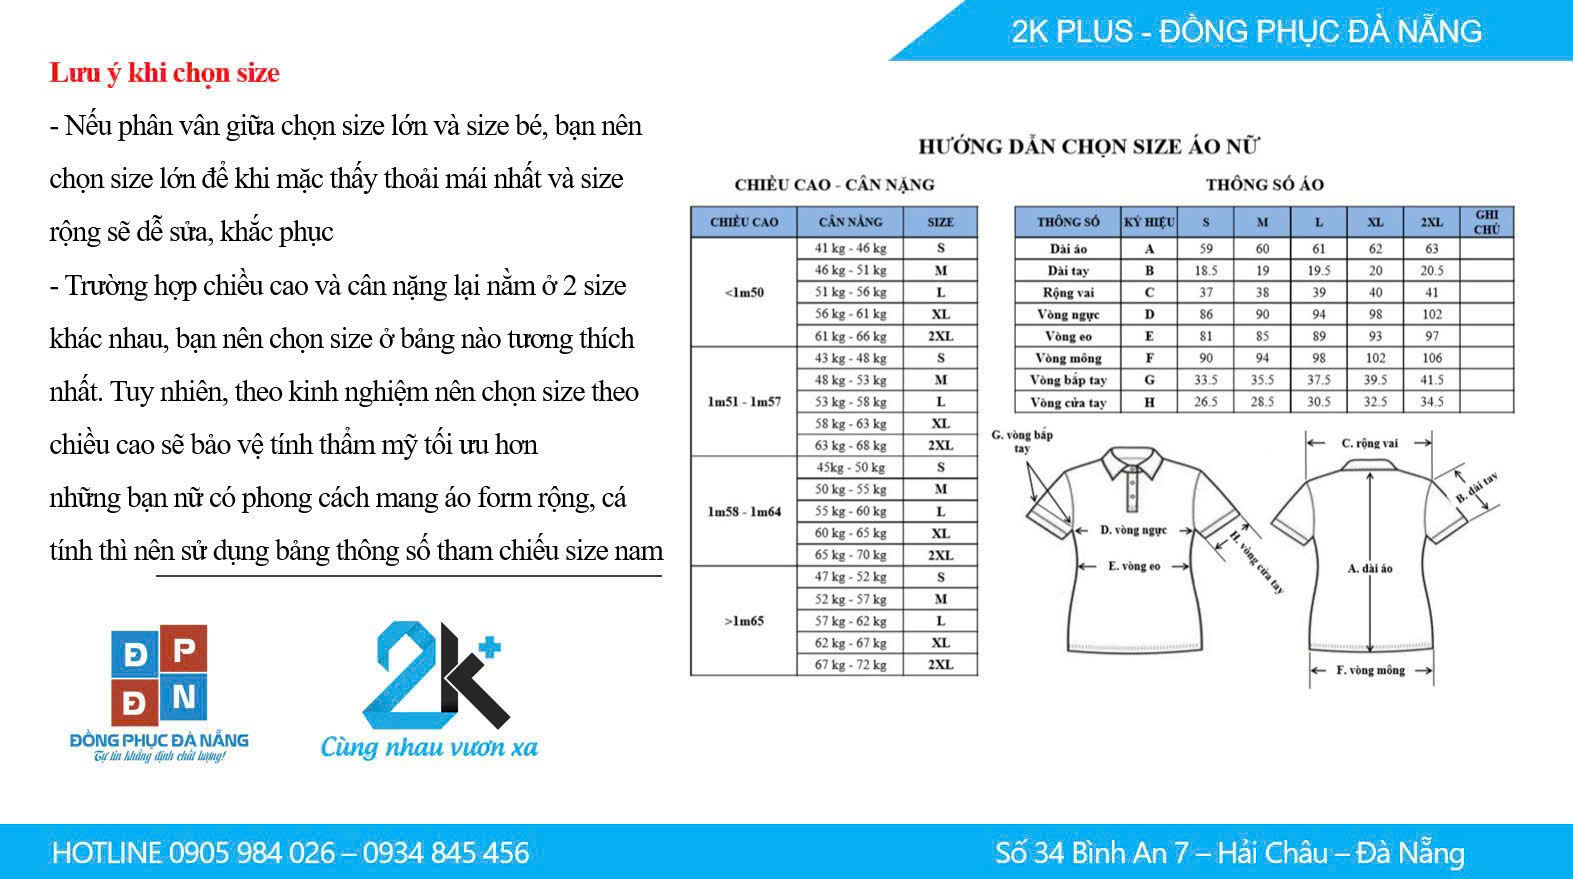 2K PLUS - ĐỒNG PHỤC ĐÀ NẴNG
Lưu ý khi chọn size
- Nếu phân vân giữa chọn size lớn và size bé, bạn nên
chọn size lớn để khi mặc thấy thoải mái nhất và size
rộng sẽ dễ sửa, khắc phục
- Trường hợp chiều cao và cân nặng lại nằm ở 2 size
khác nhau, bạn nên chọn size ở bảng nào tương thích
nhất. Tuy nhiên, theo kinh nghiệm nên chọn size theo
chiều cao sẽ bảo vệ tính thẩm mỹ tối ưu hơn
những bạn nữ có phong cách mang áo form rộng, cá
tính thì nên sử dụng bảng thông số tham chiếu size nam
HƯỚNG DẪN CHỌN SIZE ÁO NỮ
CHIỀU CAO - CÂN NẶNG
CHIỀU CAO CÂN NẶNG SIZE
<1m50
41 kg - 46 kg S
46 kg - 51 kg M
51 kg - 56 kg L
56 kg - 61 kg XL
61 kg - 66 kg 2XL
1m51 - 1m57
43 kg - 48 kg S
48 kg - 53 kg M
53 kg - 58 kg L
58 kg - 63 kg XL
63 kg - 68 kg 2XL
1m58 - 1m64
45kg - 50 kg S
50 kg - 55 kg M
55 kg - 60 kg L
60 kg - 65 kg XL
65 kg - 70 kg 2XL
>1m65
47 kg - 52 kg S
52 kg - 57 kg M
57 kg - 62 kg L
62 kg - 67 kg XL
67 kg - 72 kg 2XL
THÔNG SỐ ÁO
THÔNG SỐ KÝ HIỆU S M L XL 2XL GHI
CHÚ
Dài áo A 59 60 61 62 63
Dài tay B 18.5 19 19.5 20 20.5
Rộng vai C 37 38 39 40 41
Vòng ngực D 86 90 94 98 102
Vòng eo E 81 85 89 93 97
Vòng mông F 90 94 98 102 106
Vòng bắp tay G 33.5 35.5 37.5 39.5 41.5
Vòng cửa tay H 26.5 28.5 30.5 32.5 34.5
G. vòng bắp
tay
D. vòng ngực
E. vòng eo
H. vòng cửa tay
C. rộng vai
B. dài tay
A. dài áo
F. vòng mông
Đ P
Đ N
ĐỒNG PHỤC ĐÀ NẴNG
Tự tin khẳng định chất lượng!
2k+
Cùng nhau vươn xa
HOTLINE 0905 984 026 – 0934 845 456
Số 34 Bình An 7 – Hải Châu – Đà Nẵng